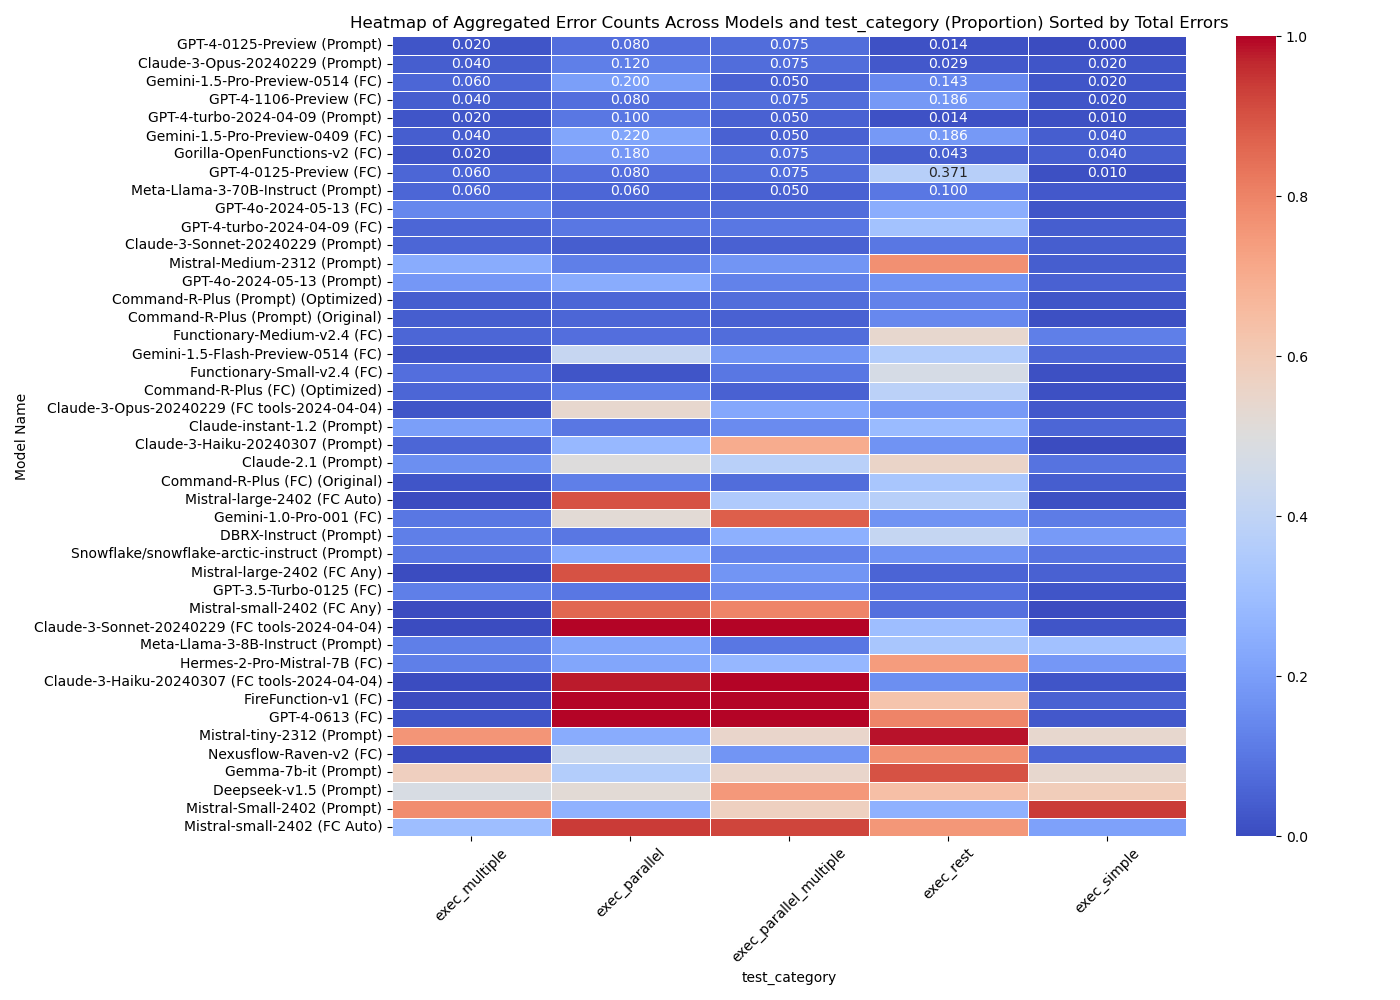 Heatmap of Aggregated Error Counts Across Models and test_category (Proportion) Sorted by Total Errors
GPT-4-0125-Preview (Prompt) 0.020 0.080 0.075 0.014 0.000
Claude-3-Opus-20240229 (Prompt) 0.040 0.120 0.075 0.029 0.020
Gemini-1.5-Pro-Preview-0514 (FC) 0.060 0.200 0.050 0.143 0.020
GPT-4-1106-Preview (FC) 0.040 0.080 0.075 0.186 0.020
GPT-4-turbo-2024-04-09 (Prompt) 0.020 0.100 0.050 0.014 0.010
Gemini-1.5-Pro-Preview-0409 (FC) 0.040 0.220 0.050 0.186 0.040
Gorilla-OpenFunctions-v2 (FC) 0.020 0.180 0.075 0.043 0.040
GPT-4-0125-Preview (FC) 0.060 0.080 0.075 0.371 0.010
Meta-Llama-3-70B-Instruct (Prompt) 0.060 0.060 0.050 0.100
GPT-4o-2024-05-13 (FC)
GPT-4-turbo-2024-04-09 (FC)
Claude-3-Sonnet-20240229 (Prompt)
Mistral-Medium-2312 (Prompt)
GPT-4o-2024-05-13 (Prompt)
Command-R-Plus (Prompt) (Optimized)
Command-R-Plus (Prompt) (Original)
Functionary-Medium-v2.4 (FC)
Gemini-1.5-Flash-Preview-0514 (FC)
Functionary-Small-v2.4 (FC)
Command-R-Plus (FC) (Optimized)
Claude-3-Opus-20240229 (FC tools-2024-04-04)
Claude-instant-1.2 (Prompt)
Claude-3-Haiku-20240307 (Prompt)
Claude-2.1 (Prompt)
Command-R-Plus (FC) (Original)
Mistral-large-2402 (FC Auto)
Gemini-1.0-Pro-001 (FC)
DBRX-Instruct (Prompt)
Snowflake/snowflake-arctic-instruct (Prompt)
Mistral-large-2402 (FC Any)
GPT-3.5-Turbo-0125 (FC)
Mistral-small-2402 (FC Any)
Claude-3-Sonnet-20240229 (FC tools-2024-04-04)
Meta-Llama-3-8B-Instruct (Prompt)
Hermes-2-Pro-Mistral-7B (FC)
Claude-3-Haiku-20240307 (FC tools-2024-04-04)
FireFunction-v1 (FC)
GPT-4-0613 (FC)
Mistral-tiny-2312 (Prompt)
Nexusflow-Raven-v2 (FC)
Gemma-7b-it (Prompt)
Deepseek-v1.5 (Prompt)
Mistral-Small-2402 (Prompt)
Mistral-small-2402 (FC Auto)
Model Name
exec_multiple
exec_parallel
exec_parallel_multiple
exec_rest
exec_simple
test_category
1.0
0.8
0.6
0.4
0.2
0.0